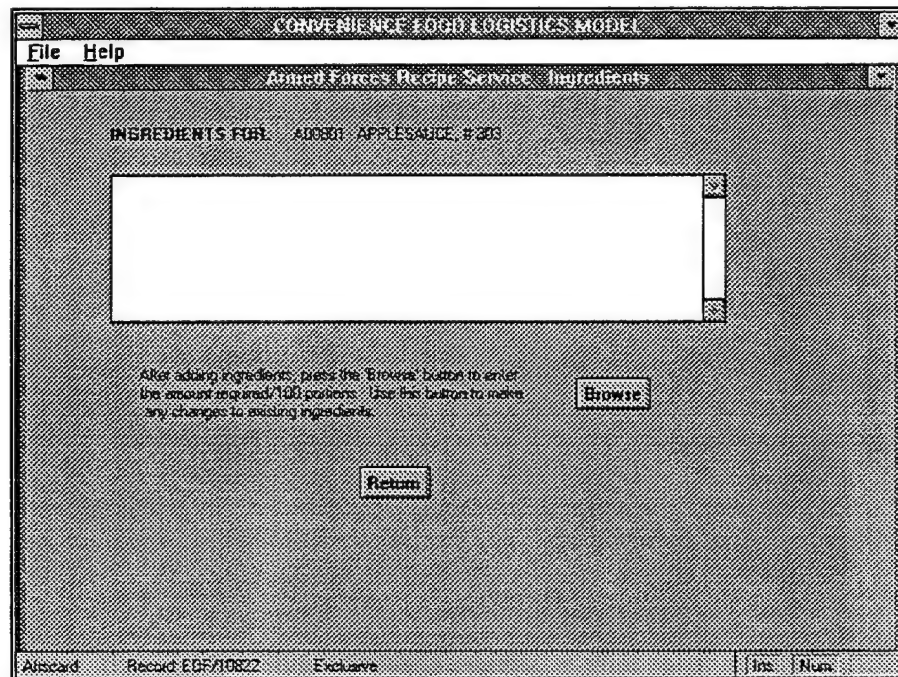 CONVENIENCE FOOD LOGISTICS MODEL
File Help
Armed Forces Recipe Service - Ingredients
INGREDIENTS FOR: A00801 APPLESAUCE, # 303
After adding ingredients, press the 'Browse' button to enter
the amount required/100 portions. Use this button to make
any changes to existing ingredients.
Browse
Return
Record: EOF/10822 Exclusive Ins Num